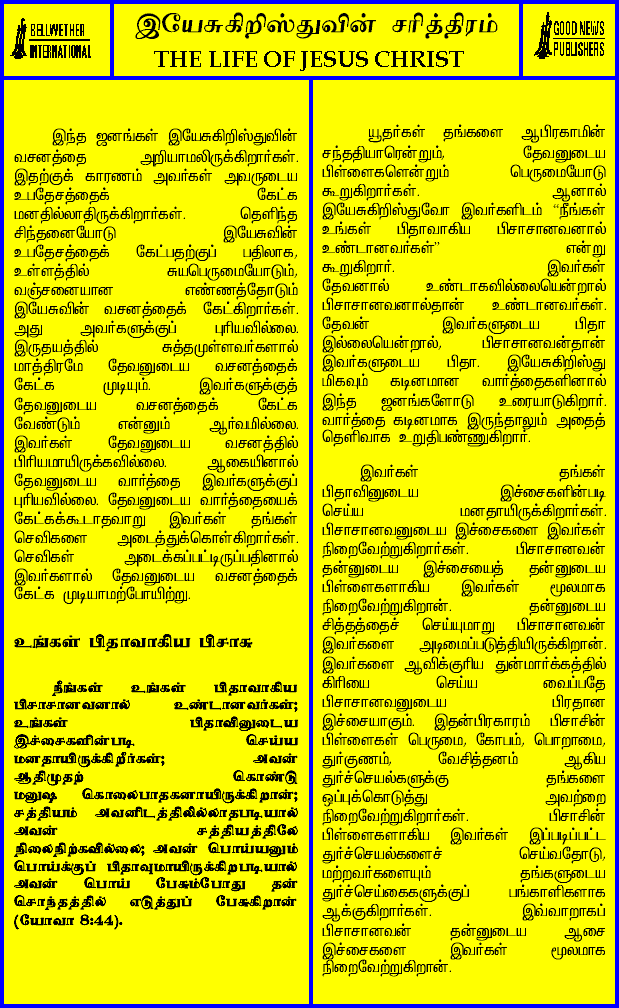 BELLWETHER
INTERNATIONAL
இயேசுகிறிஸ்துவின் சரித்திரம்
THE LIFE OF JESUS CHRIST
GOOD NEWS
PUBLISHERS
இந்த ஜனங்கள் இயேசுகிறிஸ்துவின்
வசனத்தை அறியாமலிருக்கிறார்கள்.
இதற்குக் காரணம் அவர்கள் அவருடைய
உபதேசத்தைக் கேட்க
மனதில்லாதிருக்கிறார்கள். தெளிந்த
சிந்தனையோடு இயேசுவின்
உபதேசத்தைக் கேட்பதற்குப் பதிலாக,
உள்ளத்தில் சுயபெருமையோடும்,
வஞ்சனையான எண்ணத்தோடும்
இயேசுவின் வசனத்தைக் கேட்கிறார்கள்.
அது அவர்களுக்குப் புரியவில்லை.
இருதயத்தில் சுத்தமுள்ளவர்களால்
மாத்திரமே தேவனுடைய வசனத்தைக்
கேட்க முடியும். இவர்களுக்குத்
தேவனுடைய வசனத்தைக் கேட்க
வேண்டும் என்னும் ஆர்வமில்லை.
இவர்கள் தேவனுடைய வசனத்தில்
பிரியமாயிருக்கவில்லை. ஆகையினால்
தேவனுடைய வார்த்தை இவர்களுக்குப்
புரியவில்லை. தேவனுடைய வார்த்தையைக்
கேட்கக்கூடாதவாறு இவர்கள் தங்கள்
செவிகளை அடைத்துக்கொள்கிறார்கள்.
செவிகள் அடைக்கப்பட்டிருப்பதினால்
இவர்களால் தேவனுடைய வசனத்தைக்
கேட்க முடியாமற்போயிற்று.
உங்கள் பிதாவாகிய பிசாசு
நீங்கள் உங்கள் பிதாவாகிய
பிசாசானவனால் உண்டானவர்கள்;
உங்கள் பிதாவினுடைய
இச்சைகளின்படி செய்ய
மனதாயிருக்கிறீர்கள்; அவன்
ஆதிமுதற் கொண்டு
மனுஷ கொலைபாதகனாயிருக்கிறான்;
சத்தியம் அவனிடத்திலில்லாதபடியால்
அவன் சத்தியத்திலே
நிலைநிற்கவில்லை; அவன் பொய்யனும்
பொய்க்குப் பிதாவுமாயிருக்கிறபடியால்
அவன் பொய் பேசும்போது தன்
சொந்தத்தில் எடுத்துப் பேசுகிறான்
(யோவா 8:44).
யூதர்கள் தங்களை ஆபிரகாமின்
சந்ததியாரென்றும், தேவனுடைய
பிள்ளைகளென்றும் பெருமையோடு
கூறுகிறார்கள். ஆனால்
இயேசுகிறிஸ்துவோ இவர்களிடம் “நீங்கள்
உங்கள் பிதாவாகிய பிசாசானவனால்
உண்டானவர்கள்” என்று
கூறுகிறார். இவர்கள்
தேவனால் உண்டாகவில்லையென்றால்
பிசாசானவனால்தான் உண்டானவர்கள்.
தேவன் இவர்களுடைய பிதா
இல்லையென்றால், பிசாசானவன்தான்
இவர்களுடைய பிதா. இயேசுகிறிஸ்து
மிகவும் கடினமான வார்த்தைகளினால்
இந்த ஜனங்களோடு உரையாடுகிறார்.
வார்த்தை கடினமாக இருந்தாலும் அதைத்
தெளிவாக உறுதிபண்ணுகிறார்.
இவர்கள் தங்கள்
பிதாவினுடைய இச்சைகளின்படி
செய்ய மனதாயிருக்கிறார்கள்.
பிசாசானவனுடைய இச்சைகளை இவர்கள்
நிறைவேற்றுகிறார்கள். பிசாசானவன்
தன்னுடைய இச்சையைத் தன்னுடைய
பிள்ளைகளாகிய இவர்கள் மூலமாக
நிறைவேற்றுகிறான். தன்னுடைய
சித்தத்தைச் செய்யுமாறு பிசாசானவன்
இவர்களை அடிமைப்படுத்தியிருக்கிறான்.
இவர்களை ஆவிக்குரிய துன்மார்க்கத்தில்
கிரியை செய்ய வைப்பதே
பிசாசானவனுடைய பிரதான
இச்சையாகும். இதன்பிரகாரம் பிசாசின்
பிள்ளைகள் பெருமை, கோபம், பொறாமை,
துர்குணம், வேசித்தனம் ஆகிய
துர்ச்செயல்களுக்கு தங்களை
ஒப்புக்கொடுத்து அவற்றை
நிறைவேற்றுகிறார்கள். பிசாசின்
பிள்ளைகளாகிய இவர்கள் இப்படிப்பட்ட
துர்ச்செயல்களைச் செய்வதோடு,
மற்றவர்களையும் தங்களுடைய
துர்ச்செய்கைகளுக்குப் பங்காளிகளாக
ஆக்குகிறார்கள். இவ்வாறாகப்
பிசாசானவன் தன்னுடைய ஆசை
இச்சைகளை இவர்கள் மூலமாக
நிறைவேற்றுகிறான்.